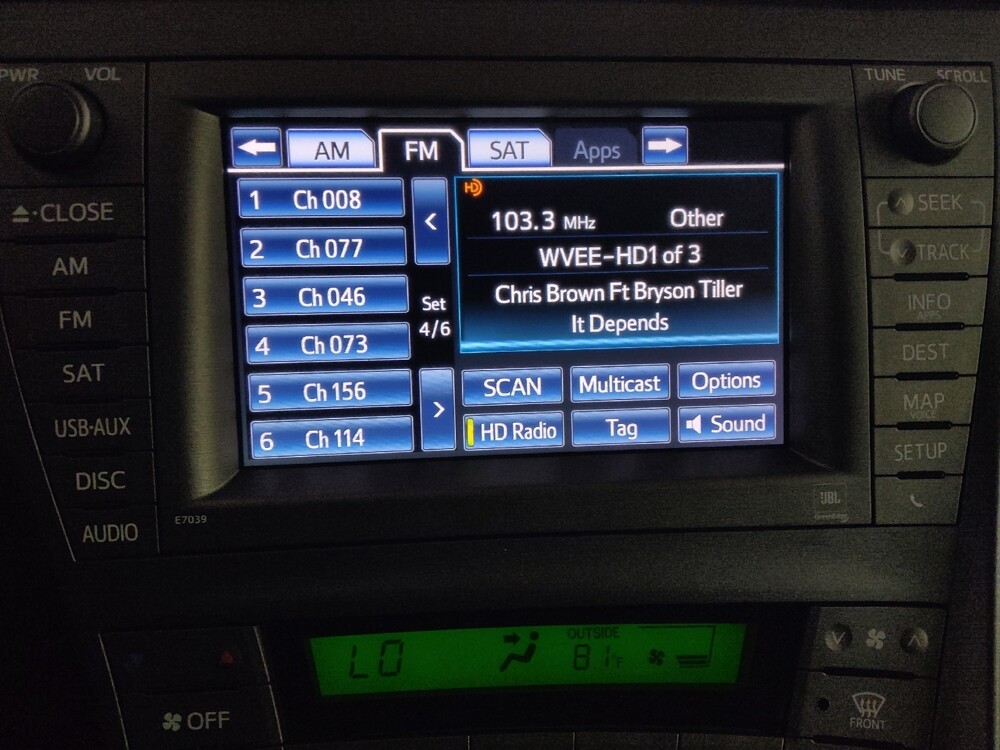 PWR VOL
TUNE SCROLL
AM FM SAT Apps
1 Ch 008
2 Ch 077
3 Ch 046
4 Ch 073
5 Ch 156
6 Ch 114
Set
4/6
HD
103.3 MHz Other
WVEE-HD1 of 3
Chris Brown Ft Bryson Tiller
It Depends
SCAN Multicast Options
HD Radio Tag Sound
CLOSE
AM
FM
SAT
USB·AUX
DISC
AUDIO
SEEK
TRACK
INFO
APPS
DEST
MAP
VOICE
SETUP
E7039
JBL
GreenEdge
LO
OUTSIDE
81°F
OFF
FRONT